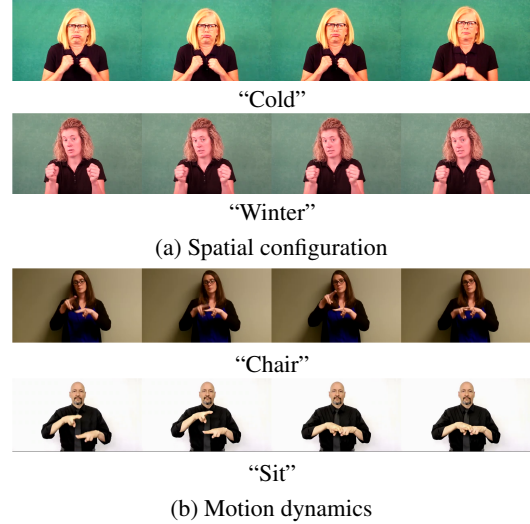 “Cold”
“Winter”
(a) Spatial configuration
“Chair”
“Sit”
(b) Motion dynamics